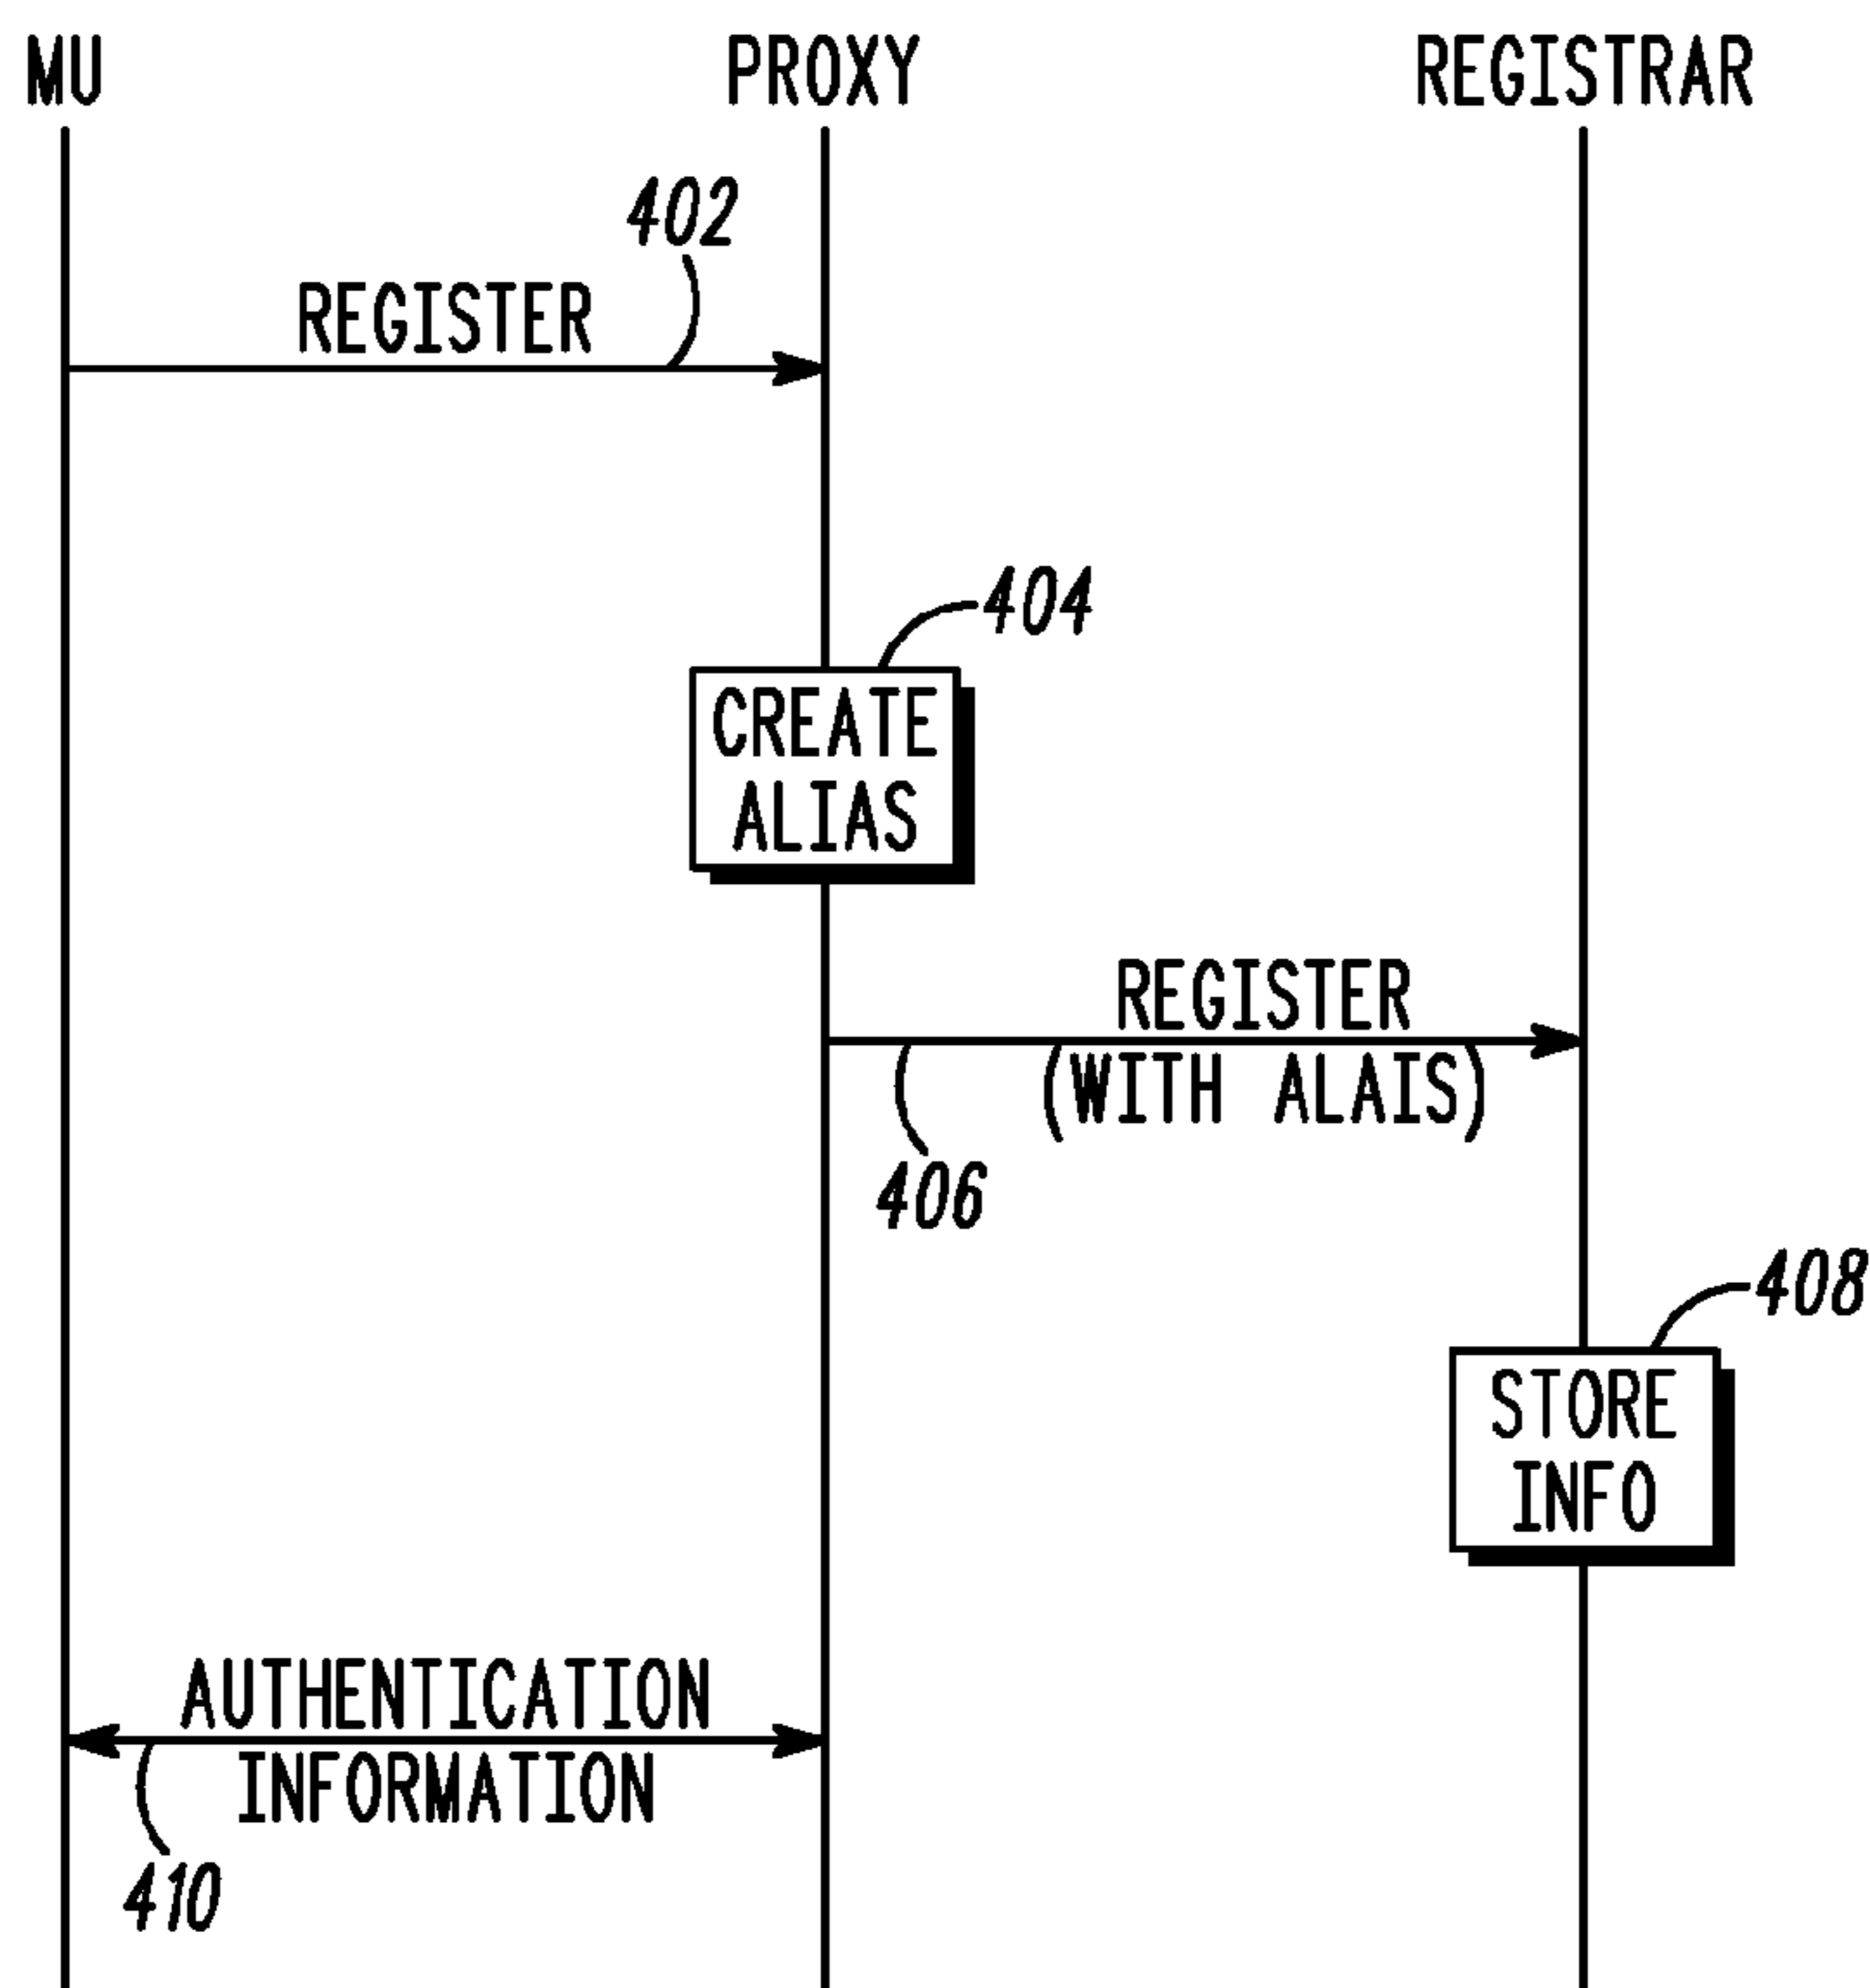 MU PROXY REGISTRAR
402
REGISTER
404
CREATE
ALIAS
REGISTER
(WITH ALAIS)
406
408
STORE
INFO
AUTHENTICATION
INFORMATION
410